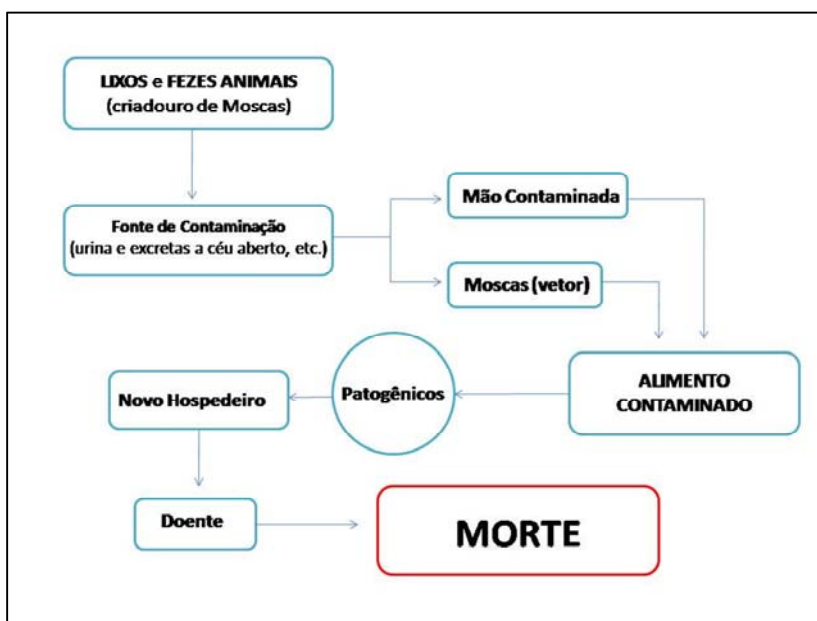 LIXOS e FEZES ANIMAIS
(criadouro de Moscas)
Fonte de Contaminação
(urina e excretas a céu aberto, etc.)
Mão Contaminada
Moscas (vetor)
ALIMENTO
CONTAMINADO
Patogênicos
Novo Hospedeiro
Doente
MORTE